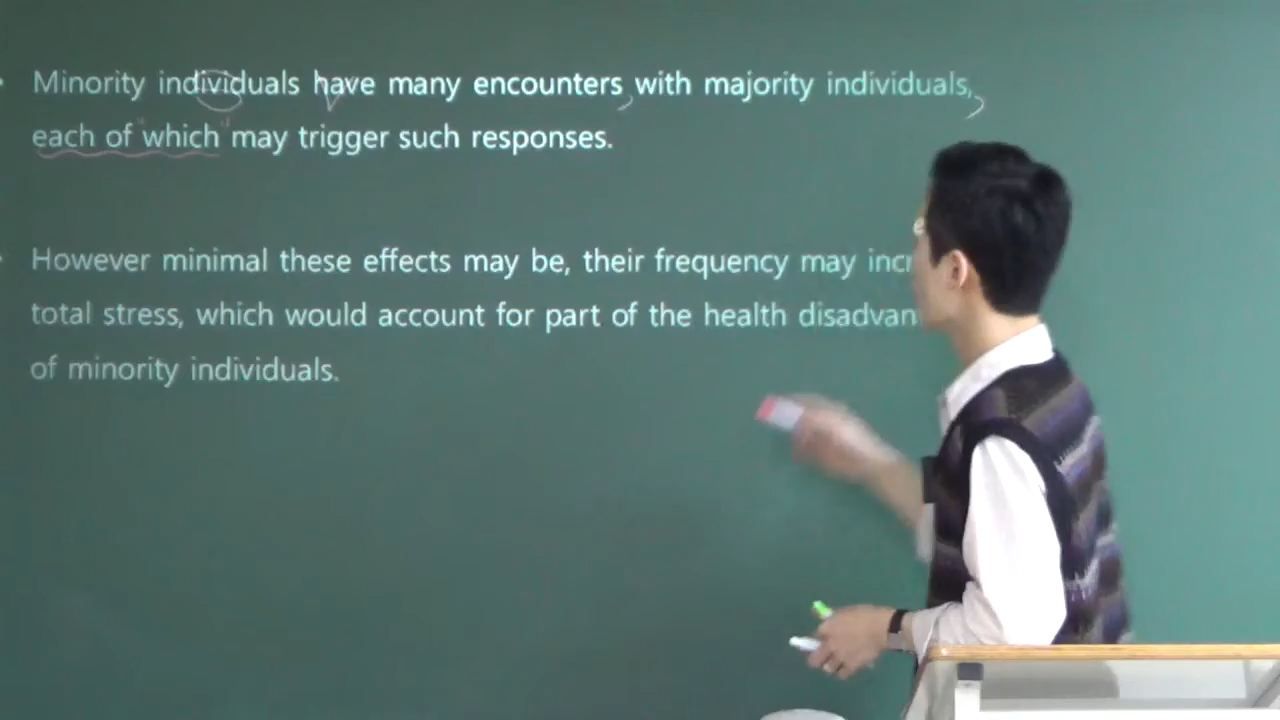 Minority individuals have many encounters with majority individuals,
each of "which" may trigger such responses.
However minimal these effects may be, their frequency may
total stress, which would account for part of the health
of minority individuals.